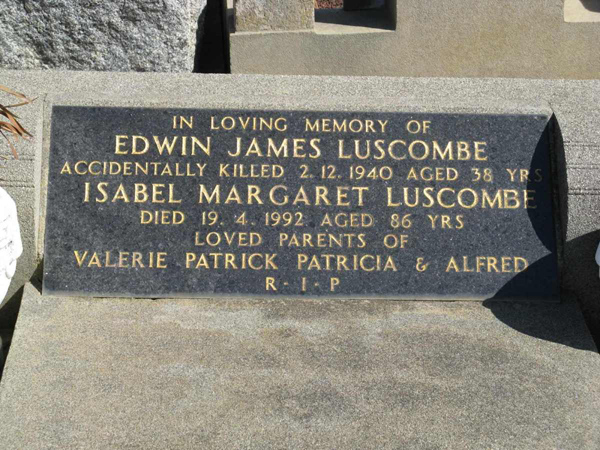 IN LOVING MEMORY OF
EDWIN JAMES LUSCOMBE
ACCIDENTALLY KILLED 2.12.1940 AGED 38 YRS
ISABEL MARGARET LUSCOMBE
DIED 19.4.1992 AGED 86 YRS
LOVED PARENTS OF
VALERIE PATRICK PATRICIA & ALFRED
R-I-P